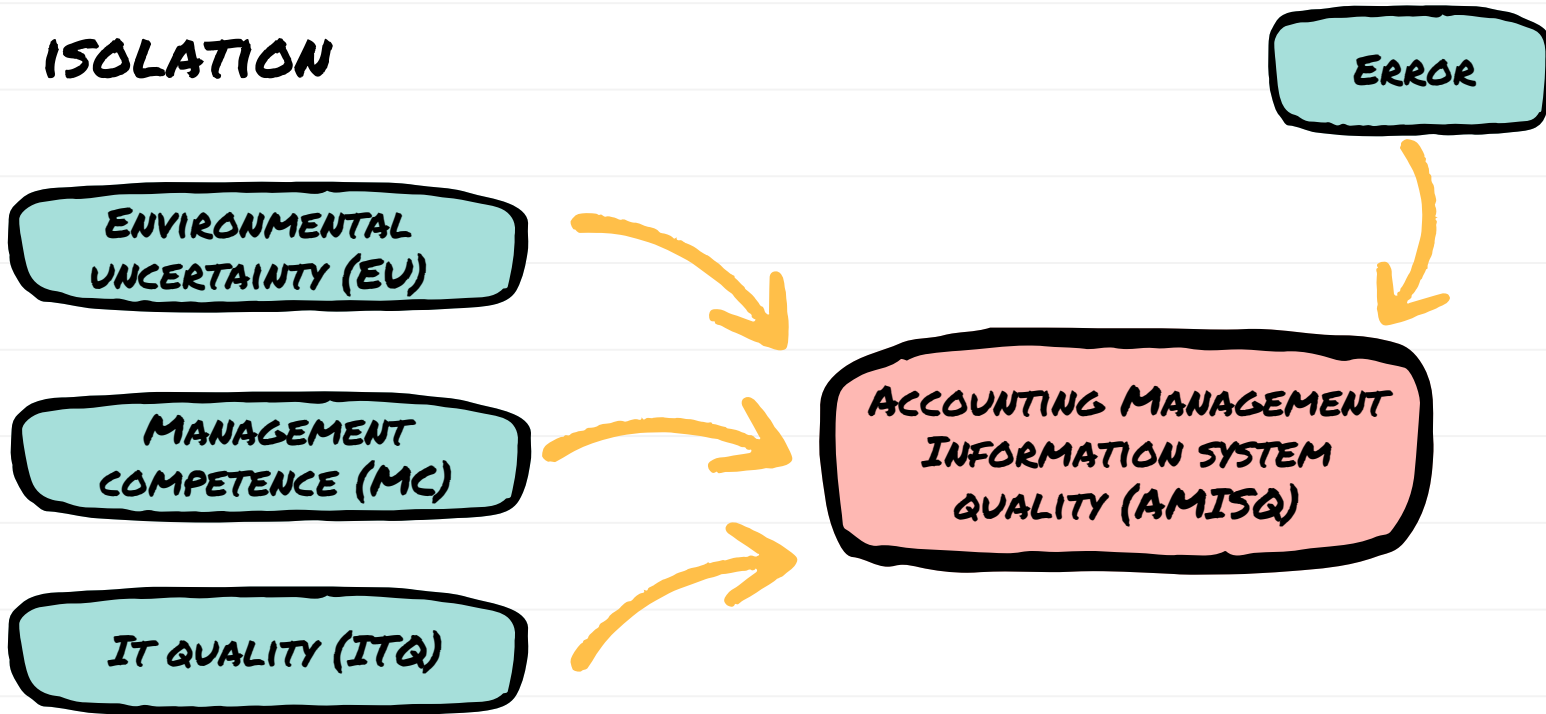 ISOLATION
ERROR
ENVIRONMENTAL
UNCERTAINTY (EU)
MANAGEMENT
COMPETENCE (MC)
IT QUALITY (ITQ)
ACCOUNTING MANAGEMENT
INFORMATION SYSTEM
QUALITY (AMISQ)